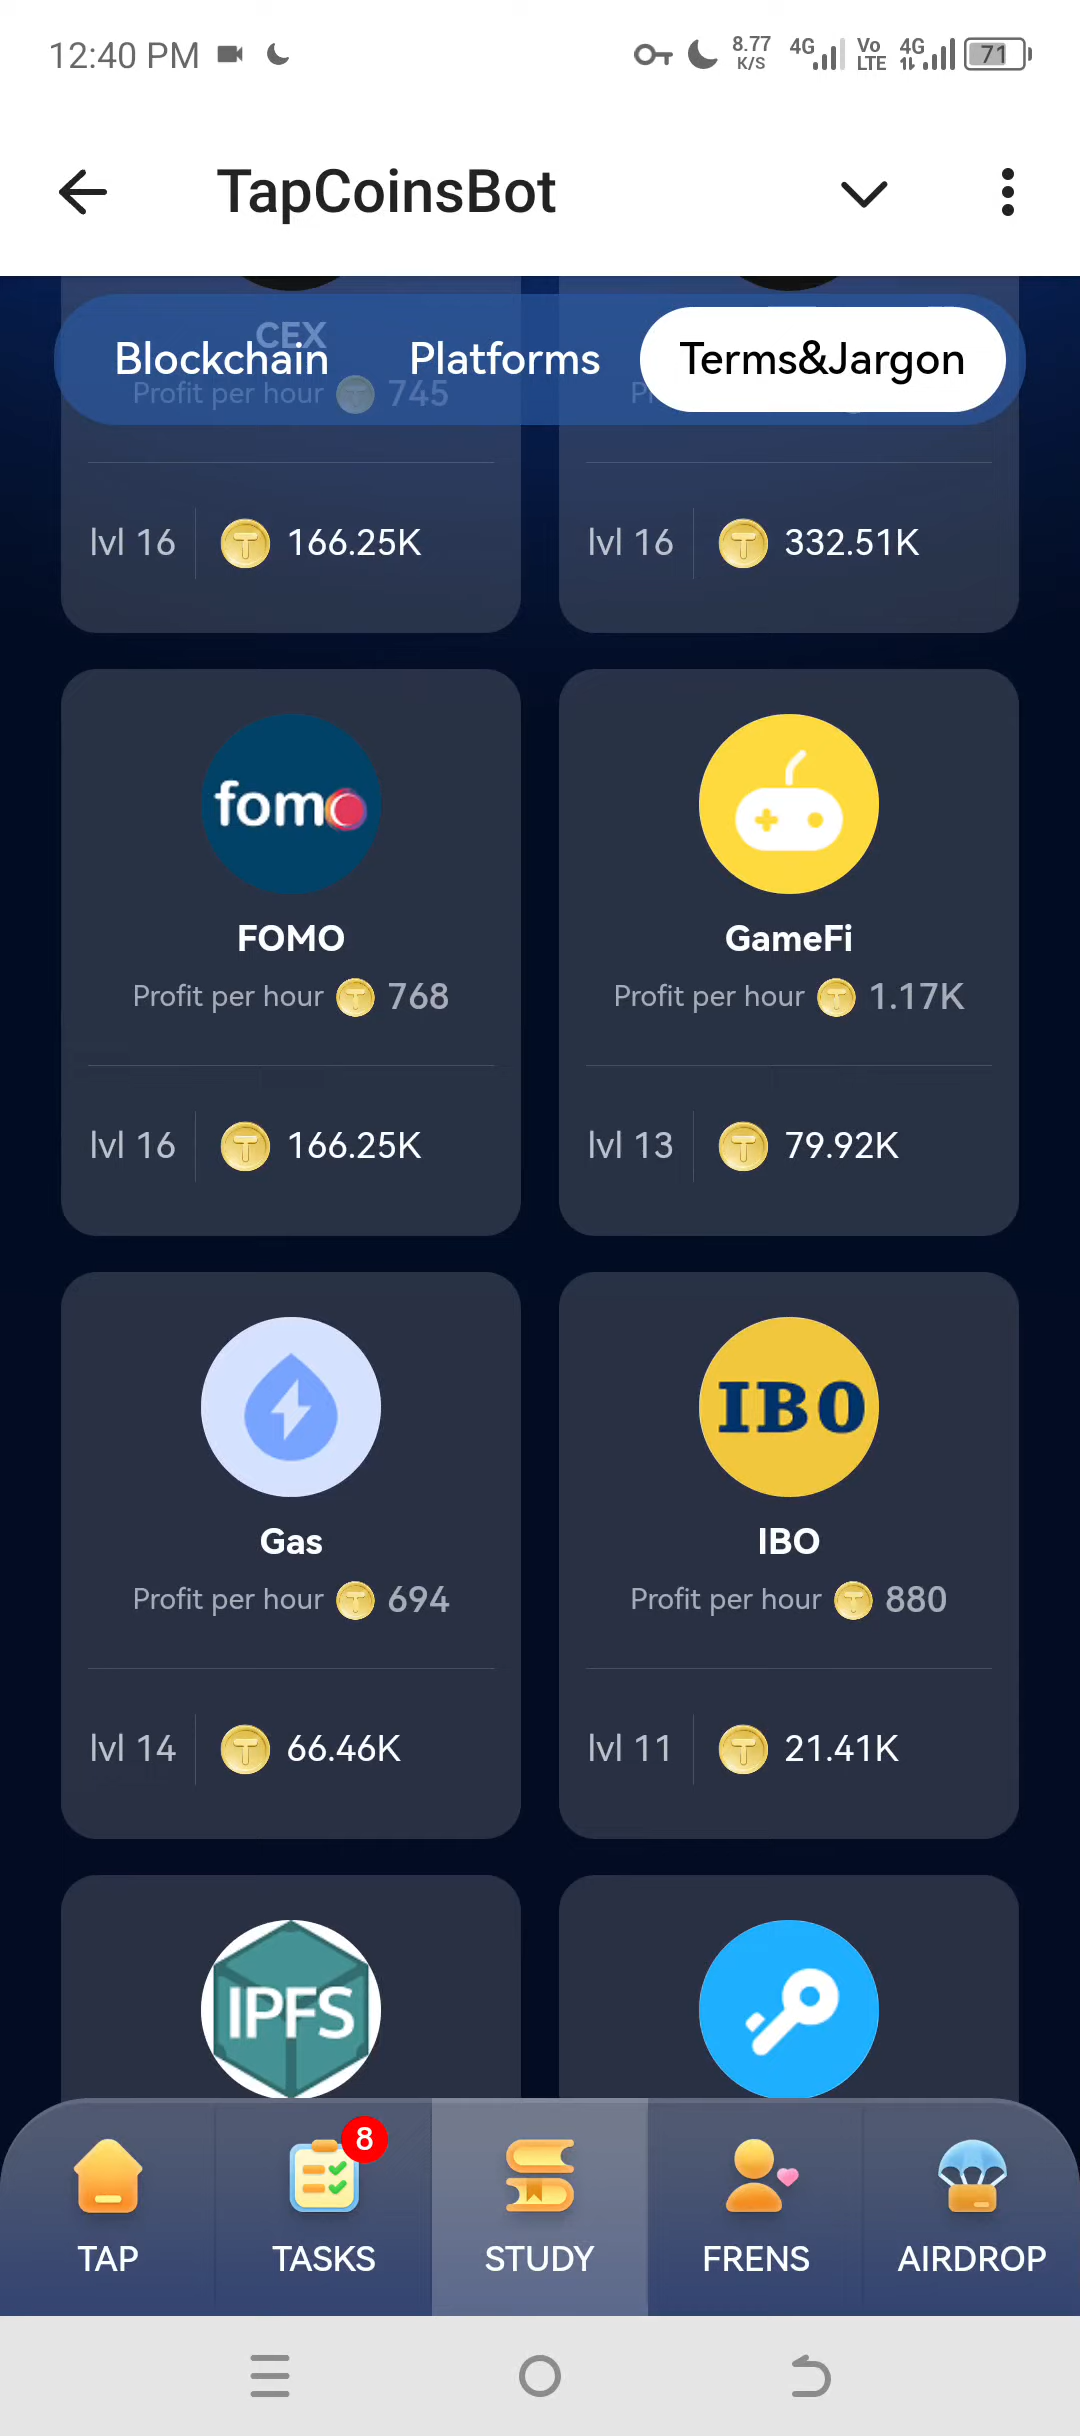 12:40 PM 8.77 K/S 4G Vo LTE 4G 71
TapCoinsBot
CEX
Blockchain Platforms Terms&Jargon
Profit per hour 745
lvl 16 166.25K
lvl 16 332.51K
fomo
FOMO
Profit per hour 768
lvl 16 166.25K
GameFi
Profit per hour 1.17K
lvl 13 79.92K
Gas
Profit per hour 694
lvl 14 66.46K
IBO
IBO
Profit per hour 880
lvl 11 21.41K
IPFS
8
TAP TASKS STUDY FRENS AIRDROP